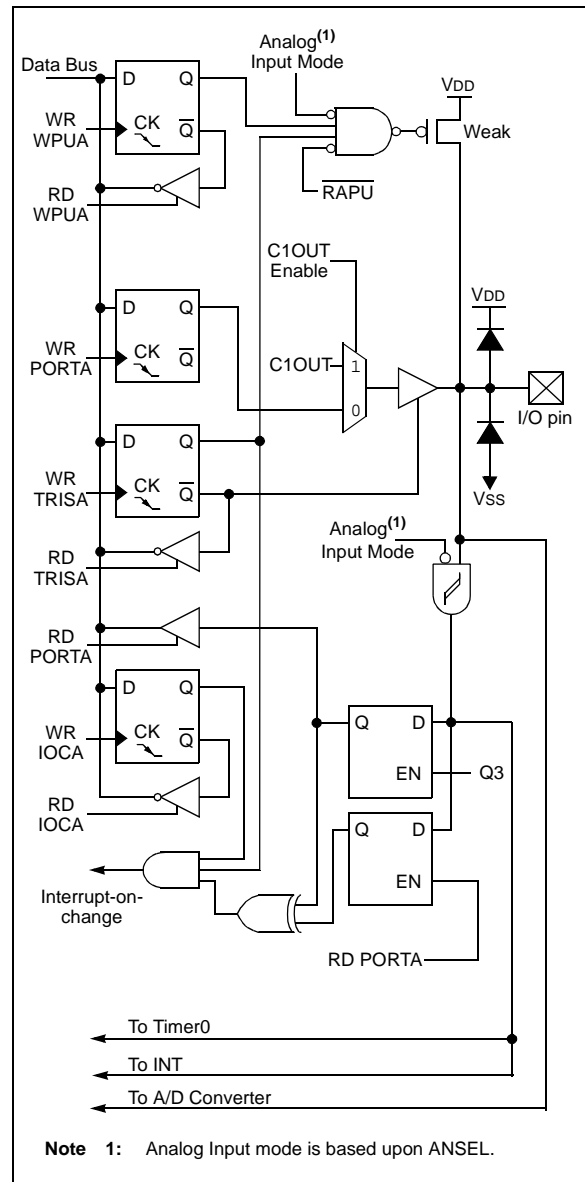 Analog(1)
Input Mode
Data Bus
D Q
VDD
WR
WPUA
CK Q
Weak
RD
WPUA
RAPU
C1OUT
Enable
D Q
VDD
WR
PORTA
CK Q
C1OUT
1
0
I/O pin
D Q
WR
TRISA
CK Q
VSS
RD
TRISA
Analog(1)
Input Mode
RD
PORTA
D Q
WR
IOCA
CK Q
Q D
EN
Q3
RD
IOCA
Q D
EN
Interrupt-on-
change
RD PORTA
To Timer0
To INT
To A/D Converter
Note 1: Analog Input mode is based upon ANSEL.